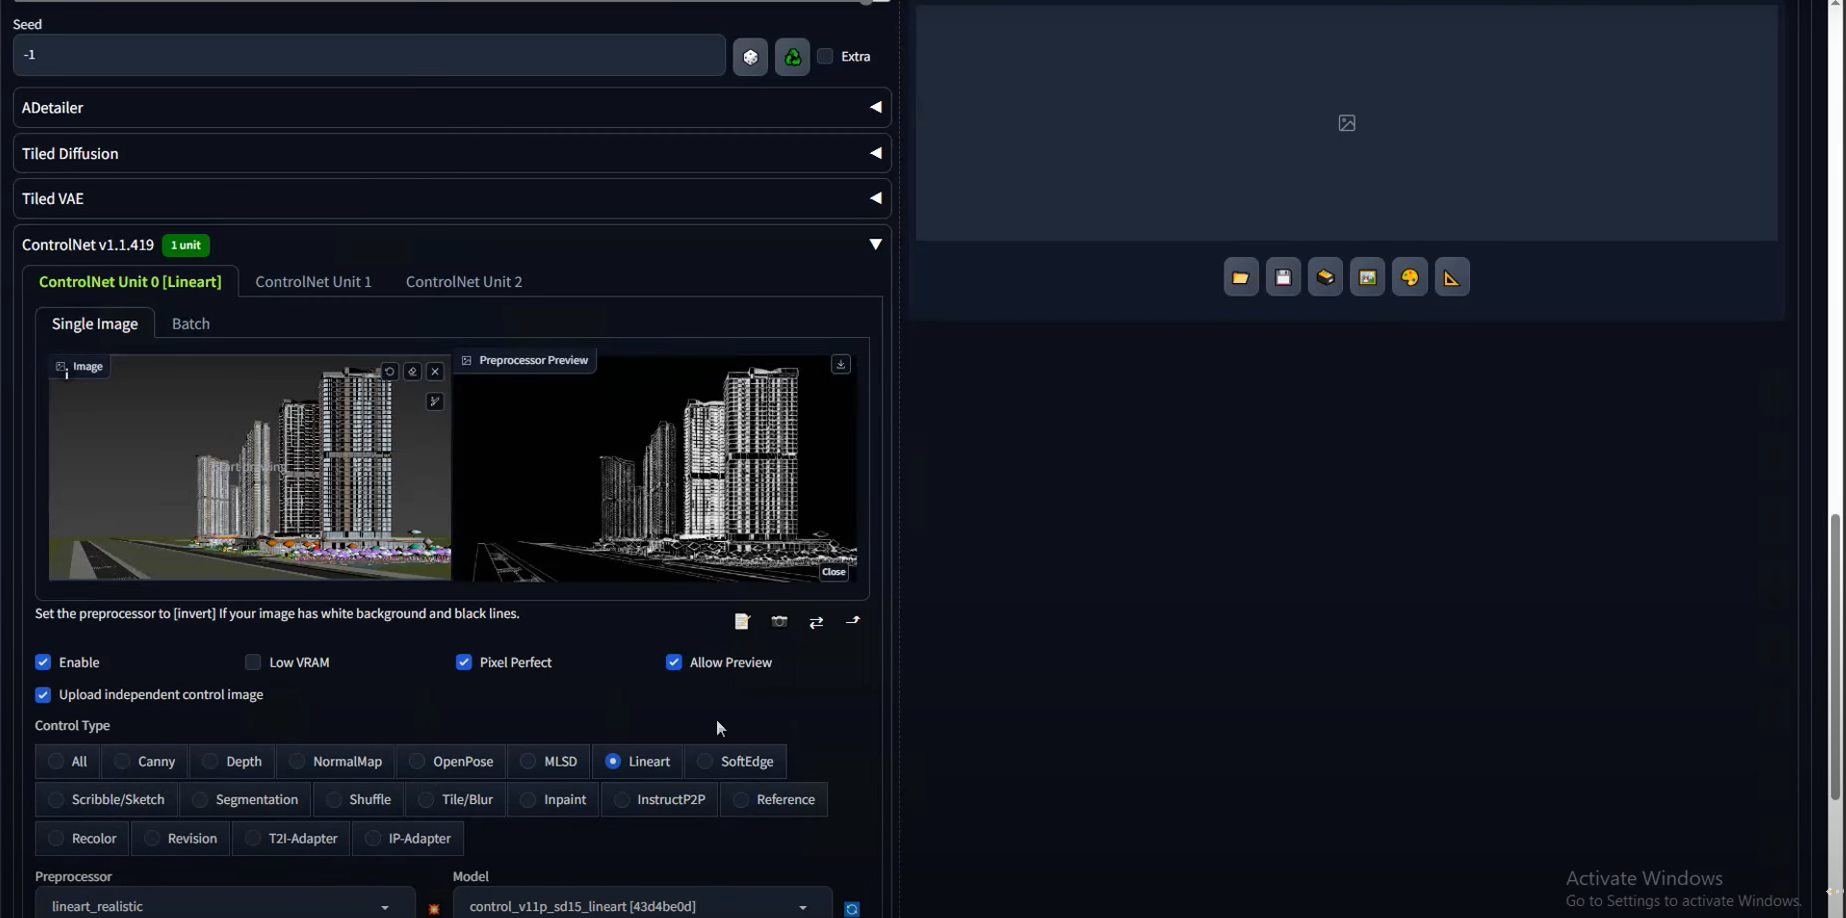 Seed
-1
Extra
ADetailer
Tiled Diffusion
Tiled VAE
ControlNet v1.1.419 1 unit
ControlNet Unit 0 [Lineart] ControlNet Unit 1 ControlNet Unit 2
Single Image Batch
Image Preprocessor Preview
Start drawing
Close
Set the preprocessor to [invert] If your image has white background and black lines.
Enable Low VRAM Pixel Perfect Allow Preview
Upload independent control image
Control Type
All Canny Depth NormalMap OpenPose MLSD Lineart SoftEdge
Scribble/Sketch Segmentation Shuffle Tile/Blur Inpaint InstructP2P Reference
Recolor Revision T2I-Adapter IP-Adapter
Preprocessor Model
lineart_realistic control_v11p_sd15_lineart [43d4be0d]
Activate Windows
Go to Settings to activate Windows.